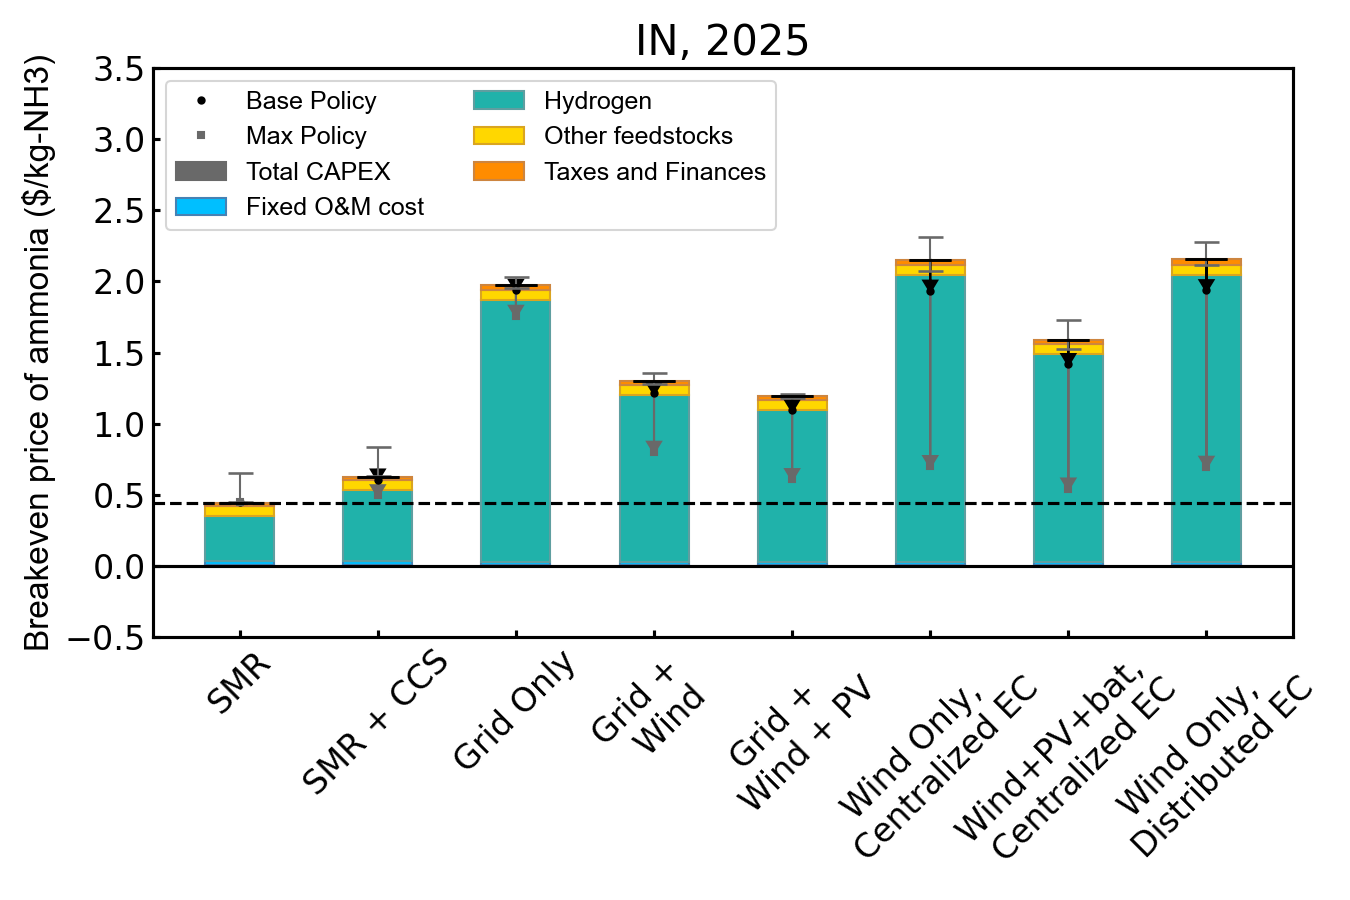 IN, 2025
Breakeven price of ammonia ($/kg-NH3)
3.5
3.0
2.5
2.0
1.5
1.0
0.5
0.0
−0.5
Base Policy
Max Policy
Total CAPEX
Fixed O&M cost
Hydrogen
Other feedstocks
Taxes and Finances
SMR
SMR + CCS
Grid Only
Grid +
Wind
Grid +
Wind + PV
Wind Only,
Centralized EC
Wind+PV+bat,
Centralized EC
Wind Only,
Distributed EC